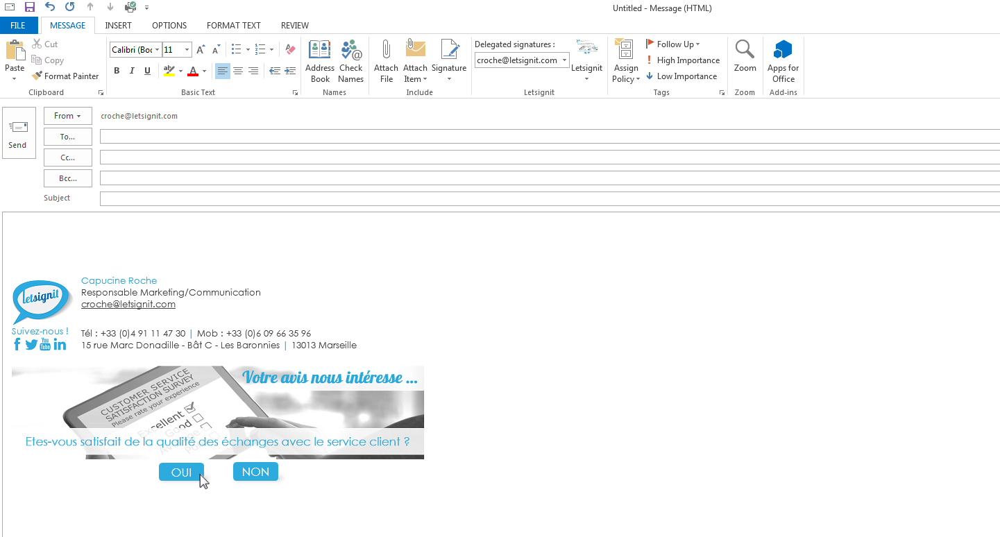 Untitled - Message (HTML)
FILE MESSAGE INSERT OPTIONS FORMAT TEXT REVIEW
Paste
Cut
Copy
Format Painter
Clipboard
Calibri (Boc 11 A A
B I U ab A
Basic Text
Address Book
Check Names
Names
Attach File
Attach Item
Signature
Include
Delegated signatures :
croche@letsignit.com
Letsignit
Letsignit
Assign Policy
Follow Up
High Importance
Low Importance
Tags
Zoom
Zoom
Apps for Office
Add-ins
Send
From croche@letsignit.com
To...
Cc...
Bcc...
Subject
letsignit
Suivez-nous !
You Tube in
Capucine Roche
Responsable Marketing/Communication
croche@letsignit.com
Tél : +33 (0)4 91 11 47 30 | Mob : +33 (0)6 09 66 35 96
15 rue Marc Donadille - Bât C - Les Baronnies | 13013 Marseille
Votre avis nous intéresse ...
CUSTOMER SERVICE
SATISFACTION SURVEY
Please rate your experience
Excellent
Good
Etes-vous satisfait de la qualité des échanges avec le service client ?
OUI NON